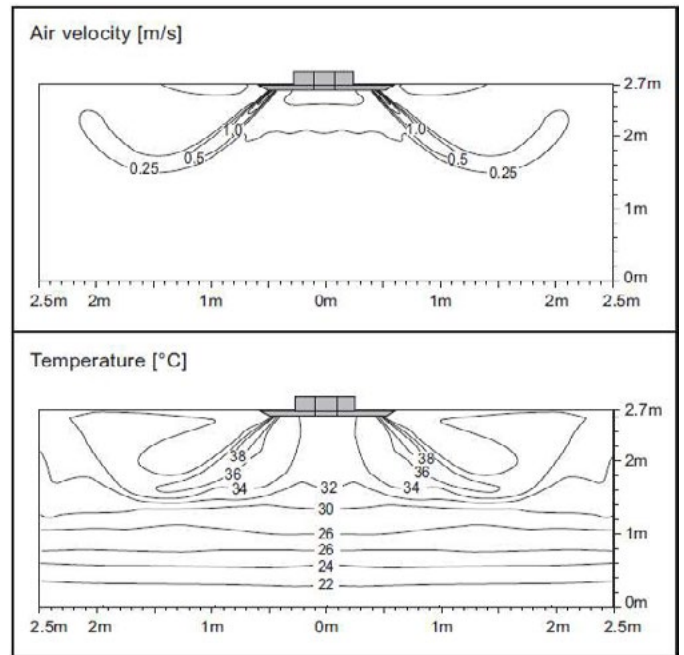 Air velocity [m/s]
2.7m
1.0 1.0 2m
0.5 0.5
0.25 0.25
1m
0m
2.5m 2m 1m 0m 1m 2m 2.5m
Temperature [°C]
2.7m
38 38 2m
36 36
34 32 34
30
26 1m
26
24
22
0m
2.5m 2m 1m 0m 1m 2m 2.5m